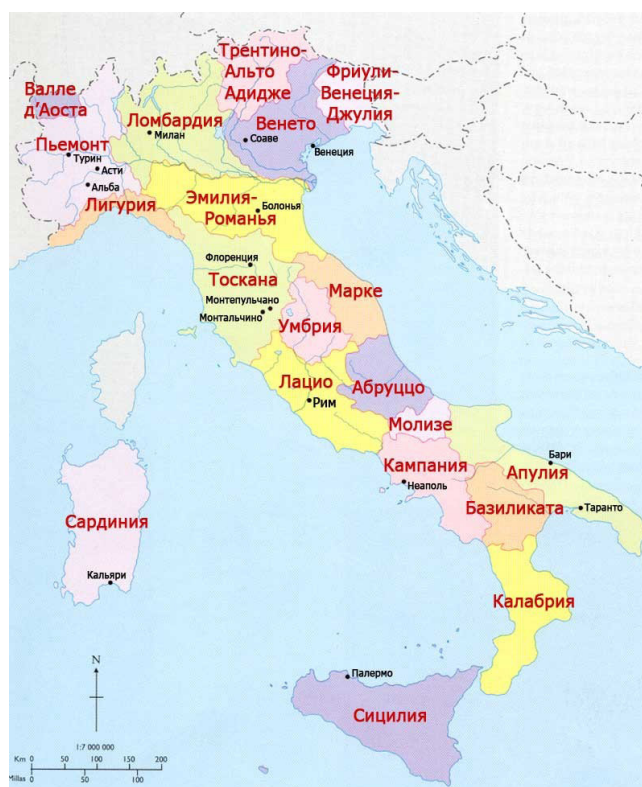 Трентино-
Альто
Адидже
Фриули-
Венеция-
Джулия
Валле
д'Аоста
Ломбардия
Милан
Венето
Соаве
Венеция
Пьемонт
Турин
Асти
Альба
Лигурия
Эмилия-
Романья
Болонья
Флоренция
Тоскана
Марке
Монтепульчано
Монтальчино
Умбрия
Лацио
Рим
Абруццо
Молизе
Кампания
Неаполь
Бари
Апулия
Базиликата
Таранто
Сардиния
Кальяри
Калабрия
Палермо
Сицилия
N
1:7 000 000
Km 0 50 100 150 200
Millas 0 50 100